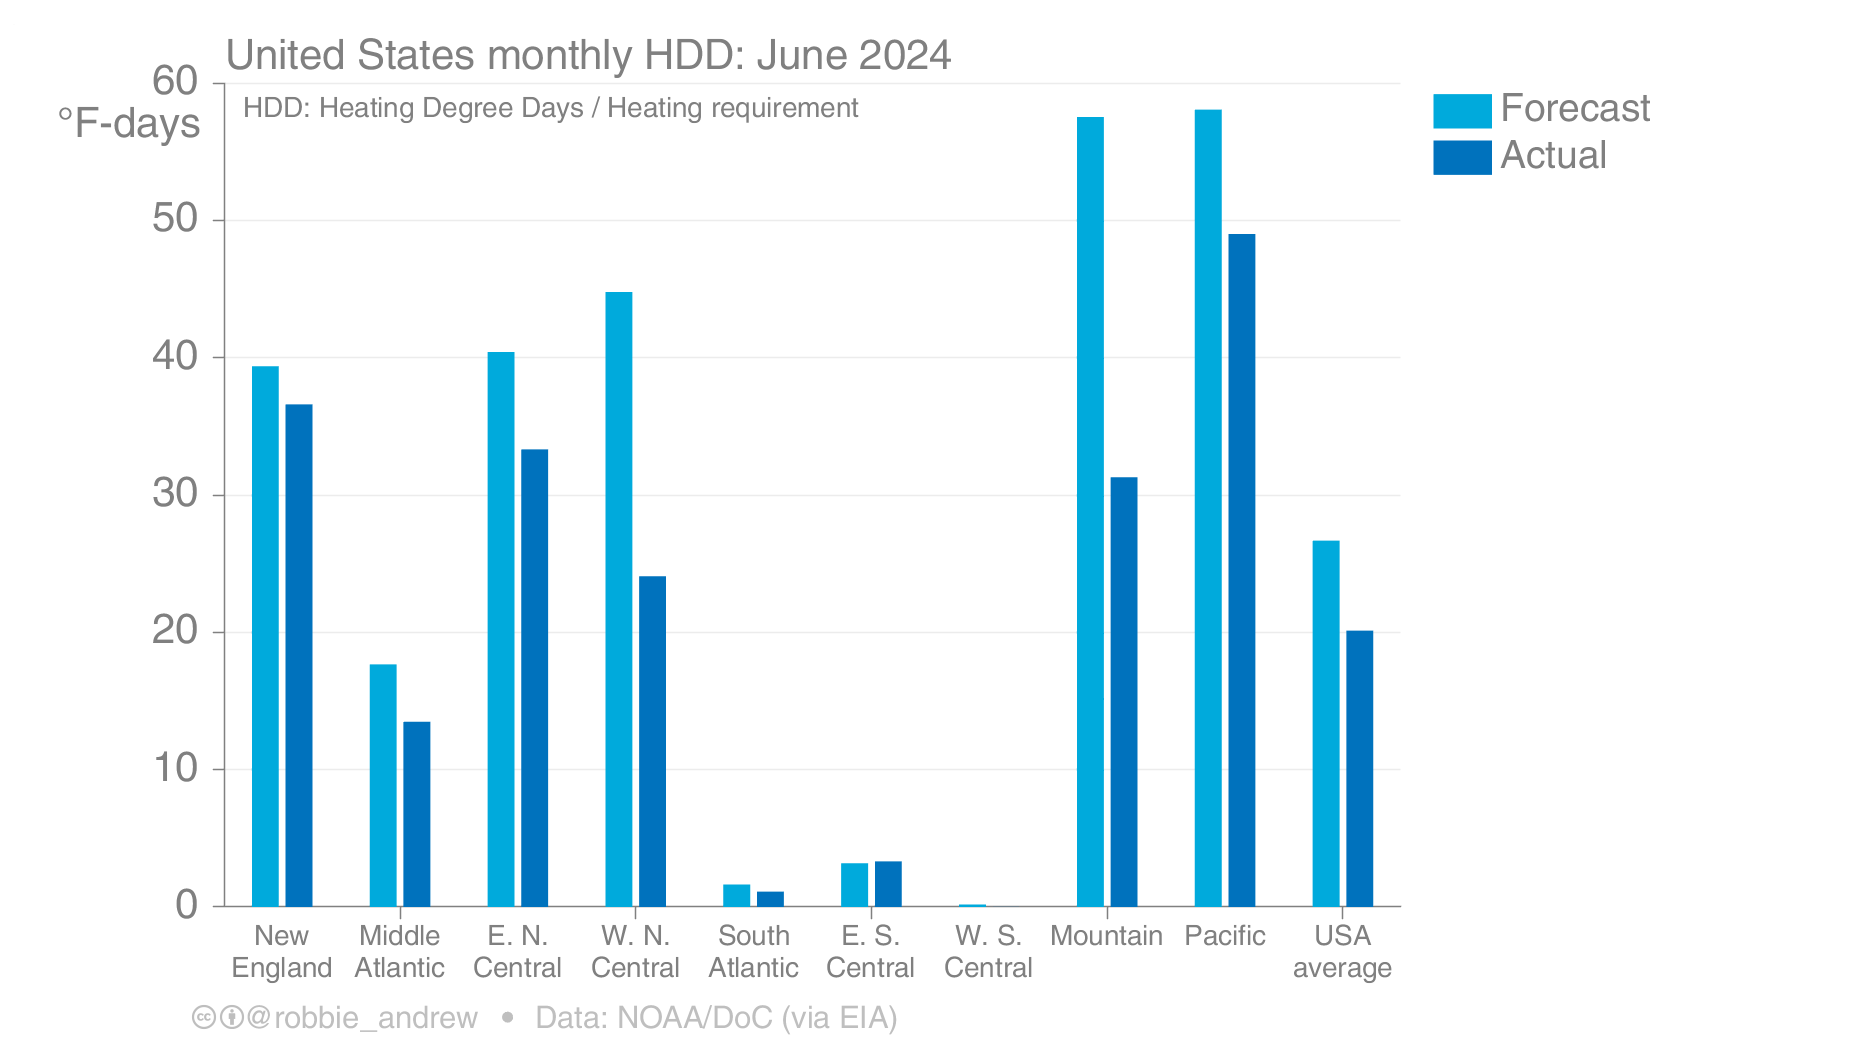 United States monthly HDD: June 2024
60
°F-days
HDD: Heating Degree Days / Heating requirement
Forecast
Actual
50
40
30
20
10
0
New England
Middle Atlantic
E. N. Central
W. N. Central
South Atlantic
E. S. Central
W. S. Central
Mountain
Pacific
USA average
cc @robbie_andrew • Data: NOAA/DoC (via EIA)